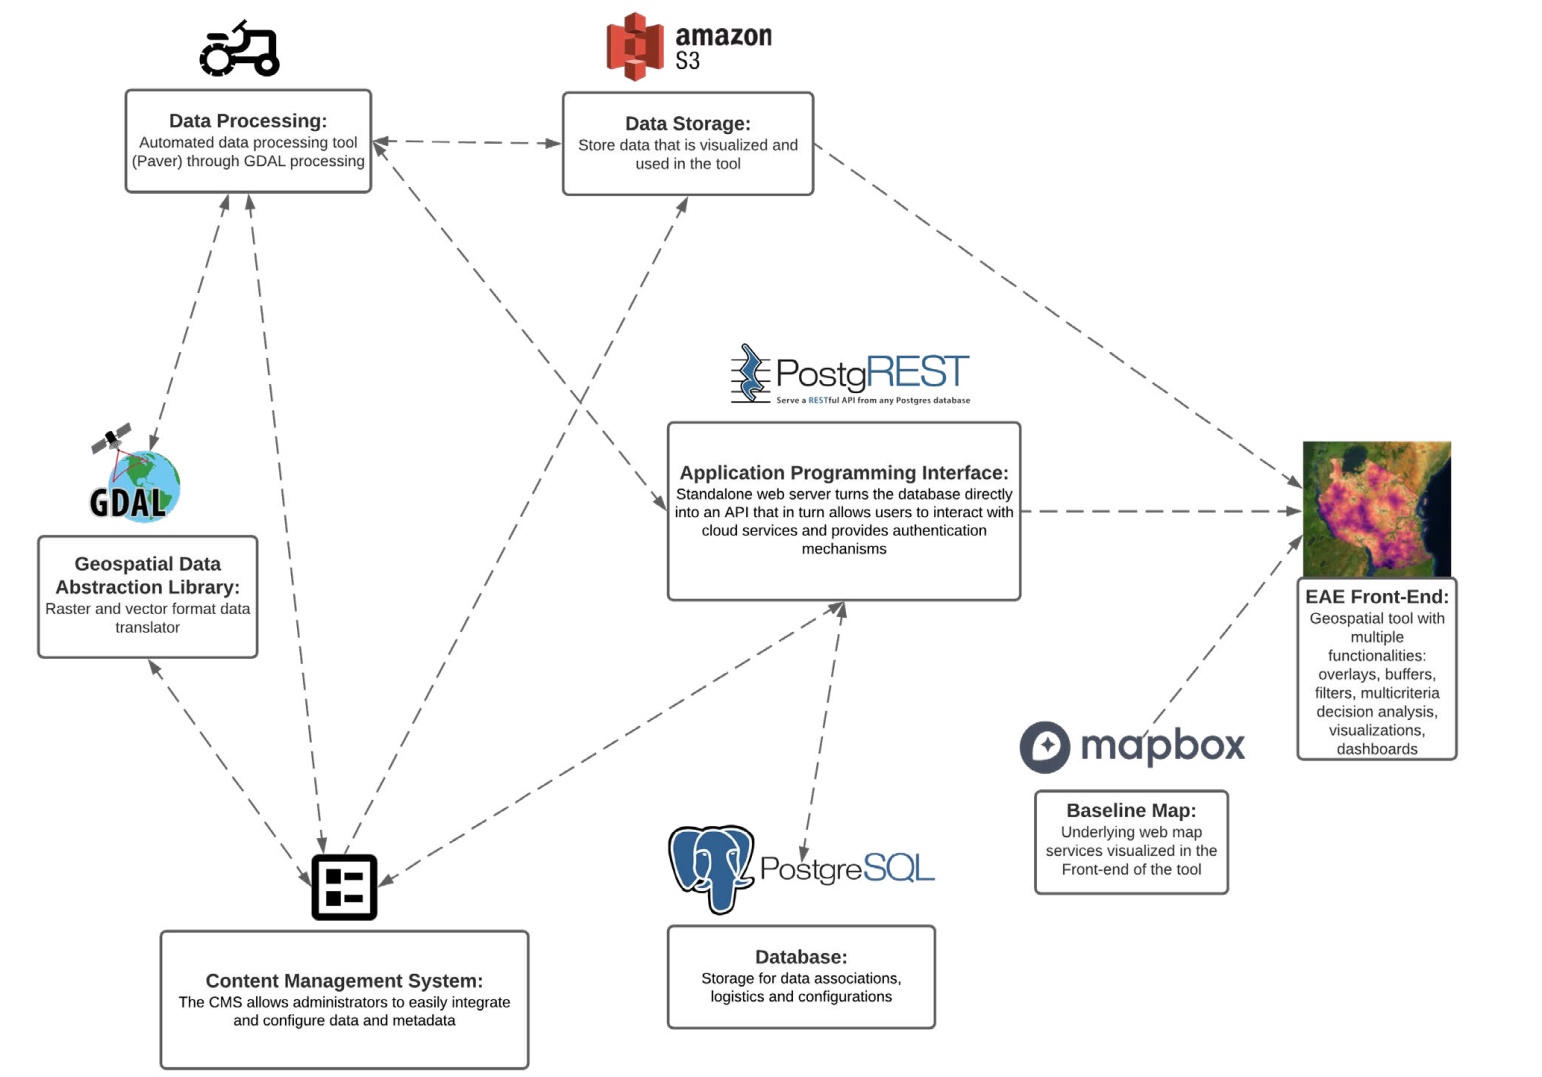 amazon
S3
Data Processing:
Automated data processing tool
(Paver) through GDAL processing
Data Storage:
Store data that is visualized and
used in the tool
PostgREST
Serve a RESTful API from any Postgres database
Application Programming Interface:
Standalone web server turns the database directly
into an API that in turn allows users to interact with
cloud services and provides authentication
mechanisms
GDAL
Geospatial Data
Abstraction Library:
Raster and vector format data
translator
EAE Front-End:
Geospatial tool with
multiple
functionalities:
overlays, buffers,
filters, multicriteria
decision analysis,
visualizations,
dashboards
mapbox
Baseline Map:
Underlying web map
services visualized in the
Front-end of the tool
PostgreSQL
Database:
Storage for data associations,
logistics and configurations
Content Management System:
The CMS allows administrators to easily integrate
and configure data and metadata